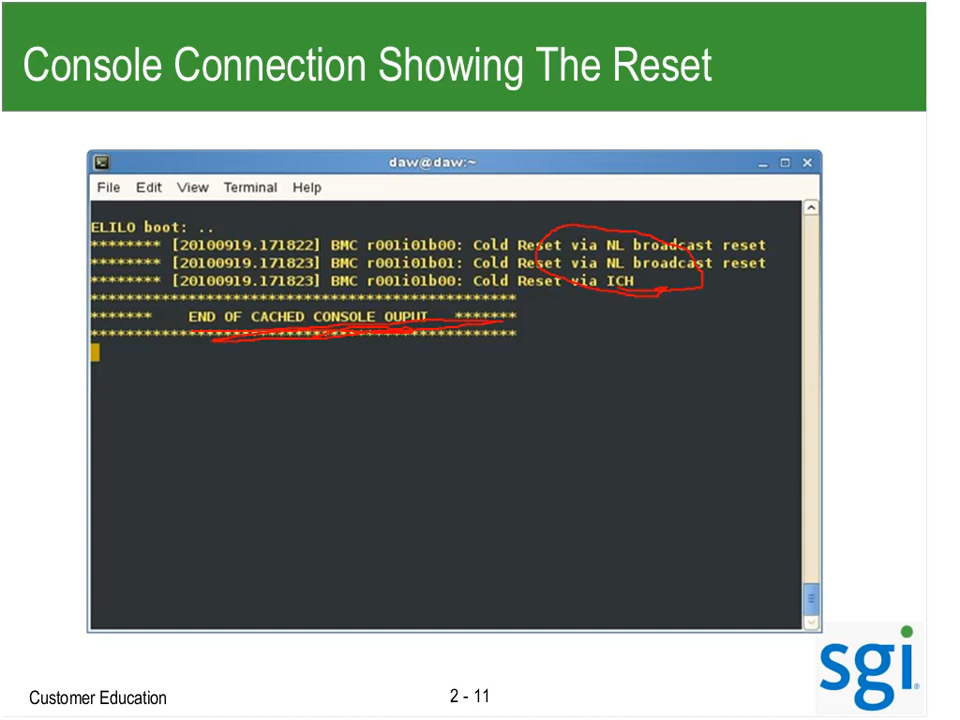 Console Connection Showing The Reset
daw@daw:~
File Edit View Terminal Help
ELILO boot: ..
******** [20100919.171822] BMC r001i01b00: Cold Reset via NL broadcast reset
******** [20100919.171823] BMC r001i01b01: Cold Reset via NL broadcast reset
******** [20100919.171823] BMC r001i01b00: Cold Reset via ICH
************************************************
******* END OF CACHED CONSOLE OUPUT *******
************************************************
sgi®
Customer Education
2 - 11